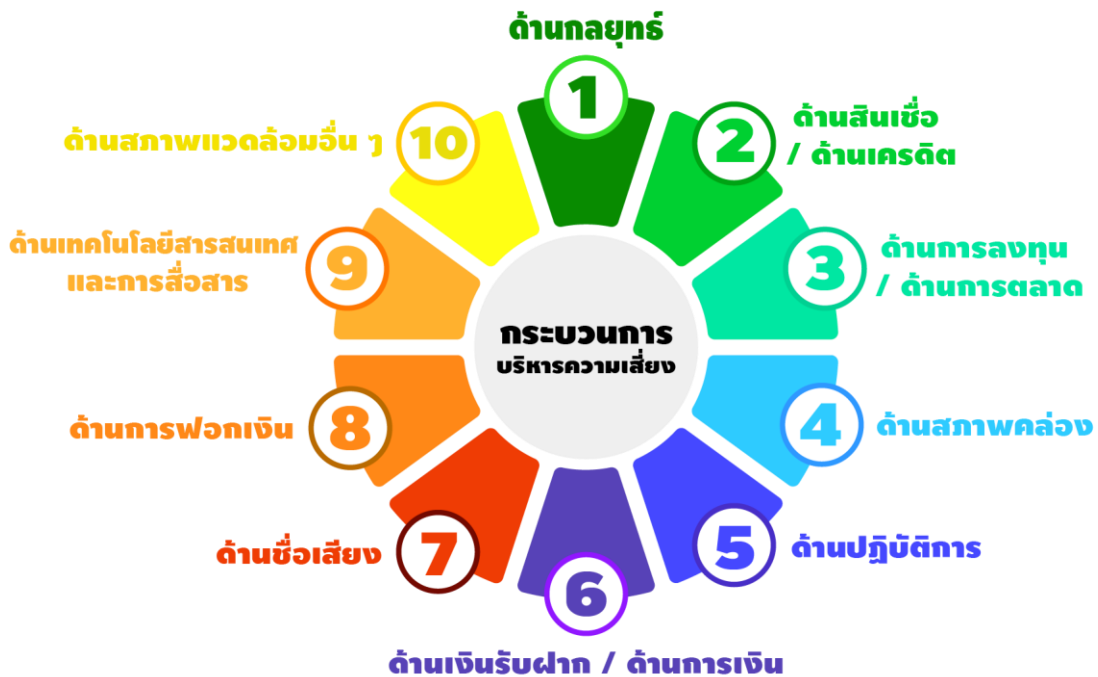 ด้านกลยุทธ์
1
2
ด้านสินเชื่อ
/ ด้านเครดิต
3
ด้านการลงทุน
/ ด้านการตลาด
4
ด้านสภาพคล่อง
5
ด้านปฏิบัติการ
6
ด้านเงินรับฝาก / ด้านการเงิน
7
ด้านชื่อเสียง
8
ด้านการฟอกเงิน
9
ด้านเทคโนโลยีสารสนเทศ
และการสื่อสาร
10
ด้านสภาพแวดล้อมอื่น ๆ
กระบวนการ
บริหารความเสี่ยง